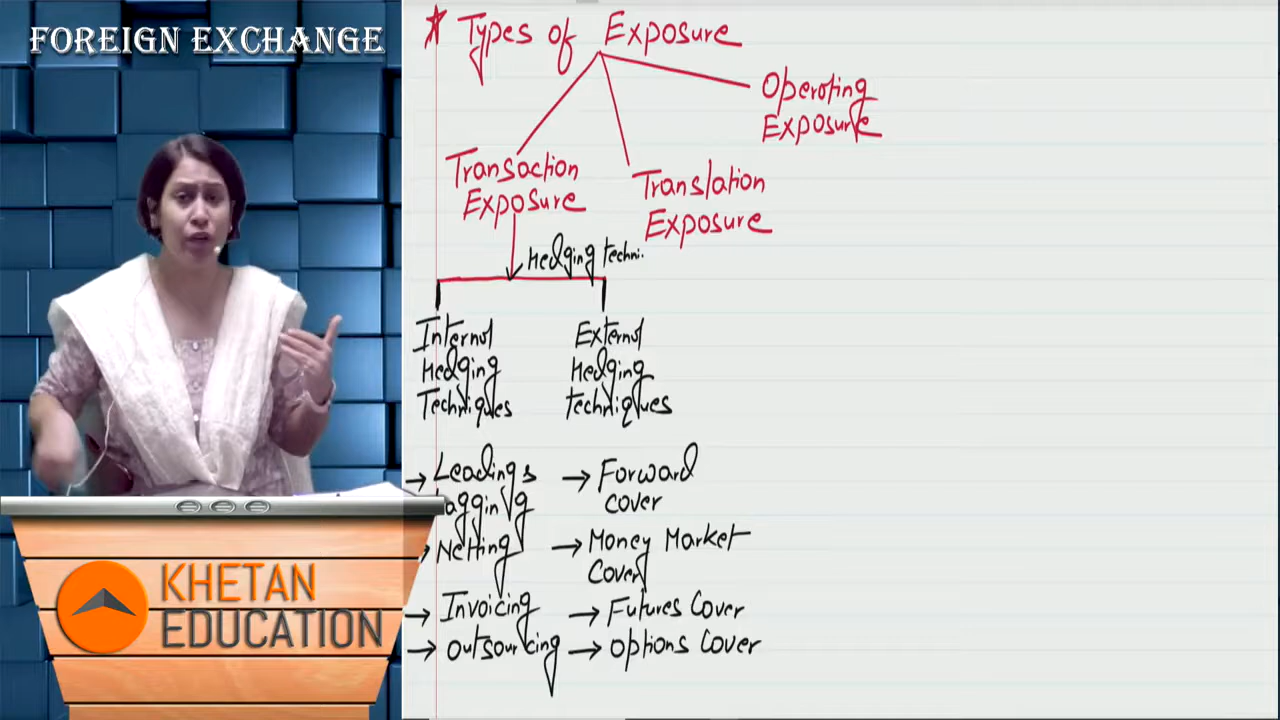 FOREIGN EXCHANGE
* Types of Exposure
Operating
Exposure
Transaction
Exposure
Translation
Exposure
Hedging techni.
Internal
Hedging
Techniques
External
Hedging
techniques
→ Leading &
Lagging
→ Netting
→ Invoicing
→ Outsourcing
→ Forward
cover
→ Money Market
Cover
→ Futures Cover
→ Options Cover
KHETAN
EDUCATION